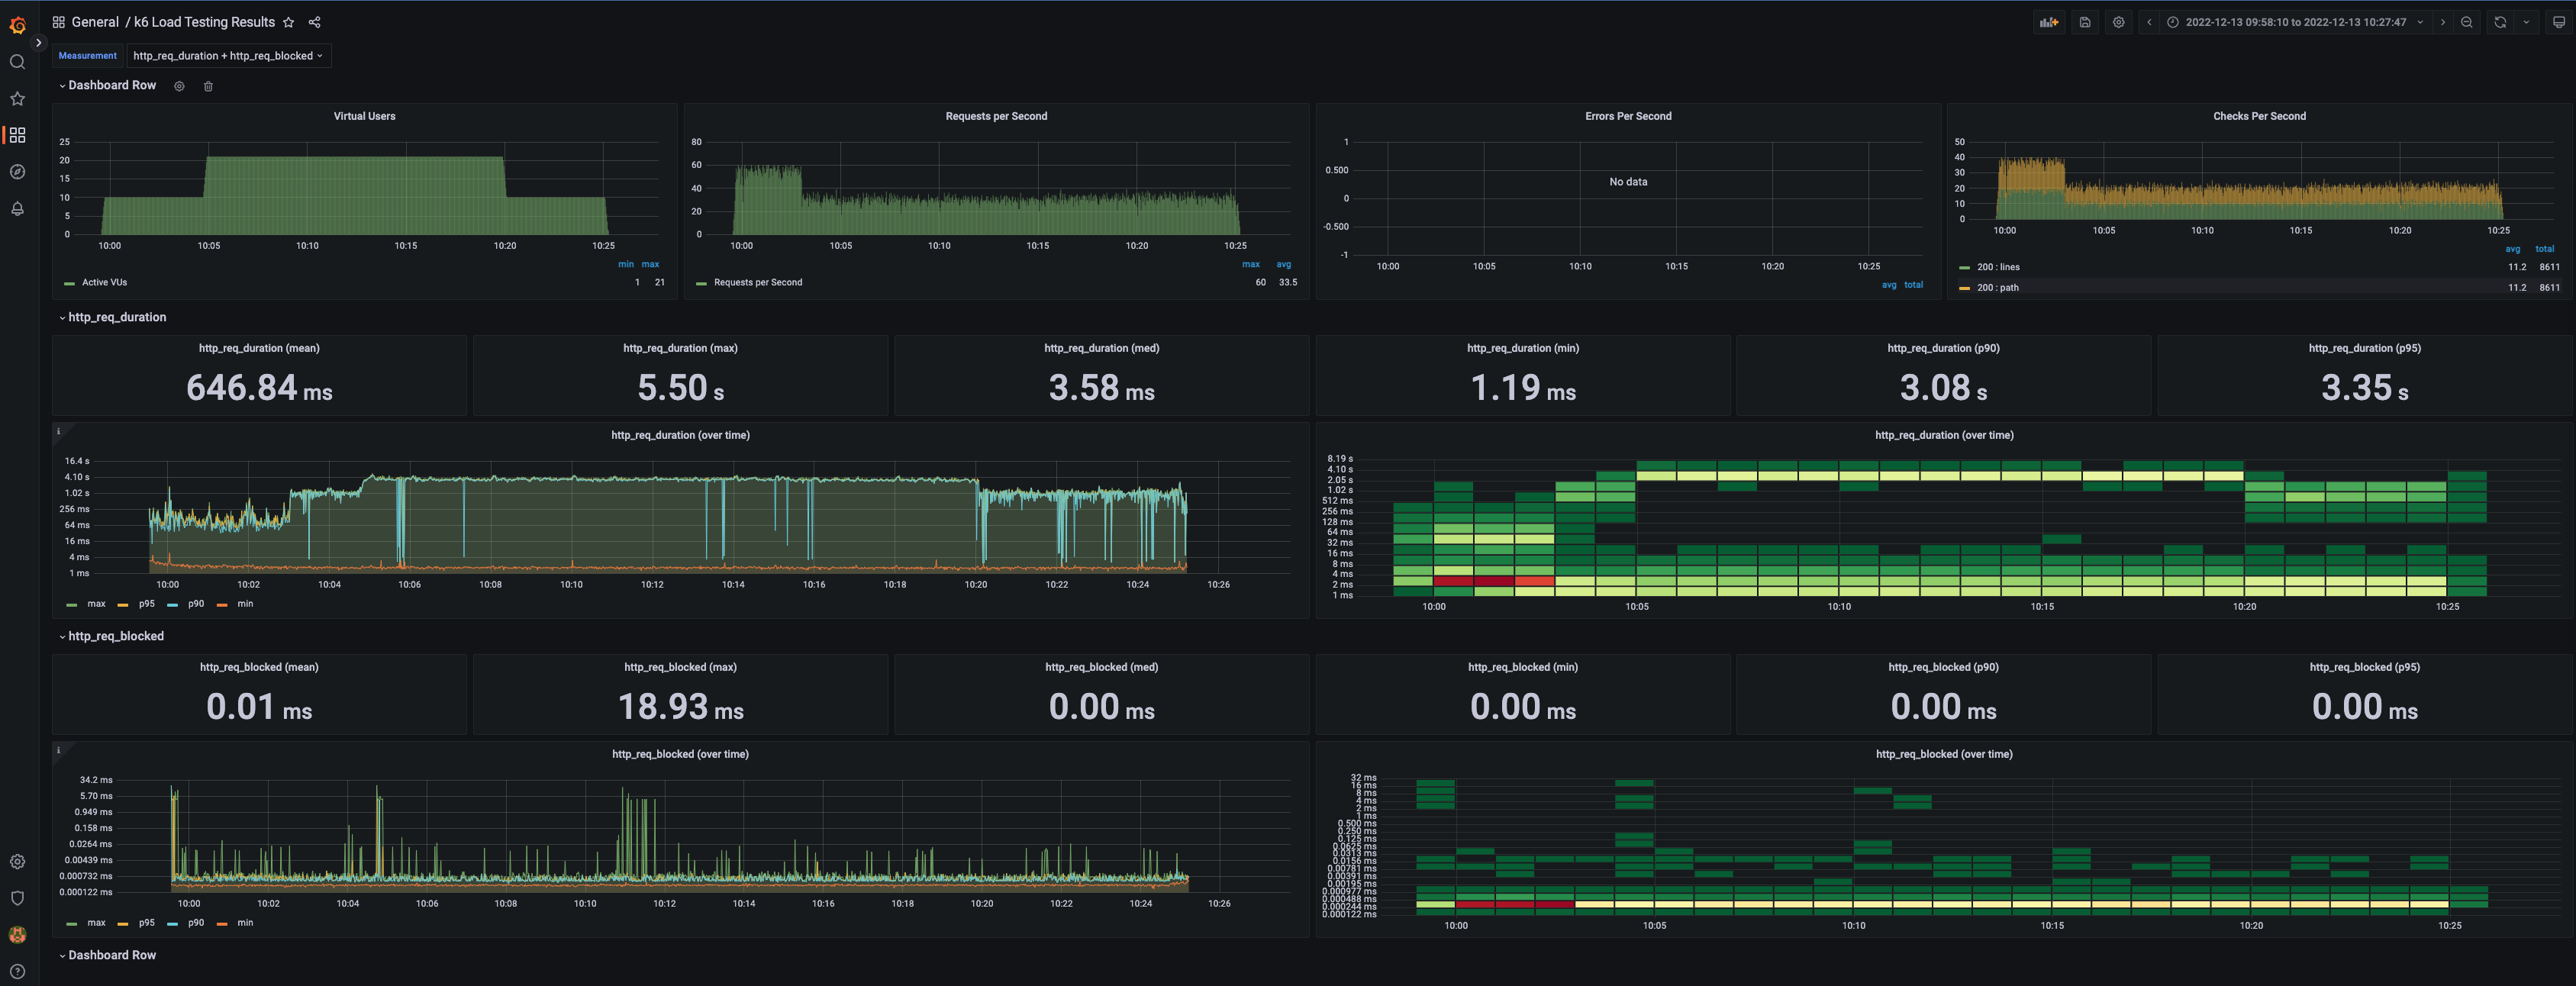 General / k6 Load Testing Results
2022-12-13 09:58:10 to 2022-12-13 10:27:47
Measurement http_req_duration + http_req_blocked
Dashboard Row
Virtual Users
25
20
15
10
5
0
10:00 10:05 10:10 10:15 10:20 10:25
min max
Active VUs 1 21
Requests per Second
80
60
40
20
0
10:00 10:05 10:10 10:15 10:20 10:25
max avg
Requests per Second 60 33.5
Errors Per Second
1
0.500
0
-0.500
-1
No data
10:00 10:05 10:10 10:15 10:20 10:25
avg total
Checks Per Second
50
40
30
20
10
0
10:00 10:05 10:10 10:15 10:20 10:25
avg total
200 : lines 11.2 8611
200 : path 11.2 8611
http_req_duration
http_req_duration (mean)
646.84 ms
http_req_duration (max)
5.50 s
http_req_duration (med)
3.58 ms
http_req_duration (min)
1.19 ms
http_req_duration (p90)
3.08 s
http_req_duration (p95)
3.35 s
i
http_req_duration (over time)
16.4 s
4.10 s
1.02 s
256 ms
64 ms
16 ms
4 ms
1 ms
10:00 10:02 10:04 10:06 10:08 10:10 10:12 10:14 10:16 10:18 10:20 10:22 10:24 10:26
max p95 p90 min
http_req_duration (over time)
8.19 s
4.10 s
2.05 s
1.02 s
512 ms
256 ms
128 ms
64 ms
32 ms
16 ms
8 ms
4 ms
2 ms
1 ms
10:00 10:05 10:10 10:15 10:20 10:25
http_req_blocked
http_req_blocked (mean)
0.01 ms
http_req_blocked (max)
18.93 ms
http_req_blocked (med)
0.00 ms
http_req_blocked (min)
0.00 ms
http_req_blocked (p90)
0.00 ms
http_req_blocked (p95)
0.00 ms
i
http_req_blocked (over time)
34.2 ms
5.70 ms
0.949 ms
0.158 ms
0.0264 ms
0.00439 ms
0.000732 ms
0.000122 ms
10:00 10:02 10:04 10:06 10:08 10:10 10:12 10:14 10:16 10:18 10:20 10:22 10:24 10:26
max p95 p90 min
http_req_blocked (over time)
32 ms
16 ms
8 ms
4 ms
2 ms
1 ms
0.500 ms
0.250 ms
0.125 ms
0.0625 ms
0.0313 ms
0.0156 ms
0.00781 ms
0.00391 ms
0.00195 ms
0.000977 ms
0.000488 ms
0.000244 ms
0.000122 ms
10:00 10:05 10:10 10:15 10:20 10:25
Dashboard Row